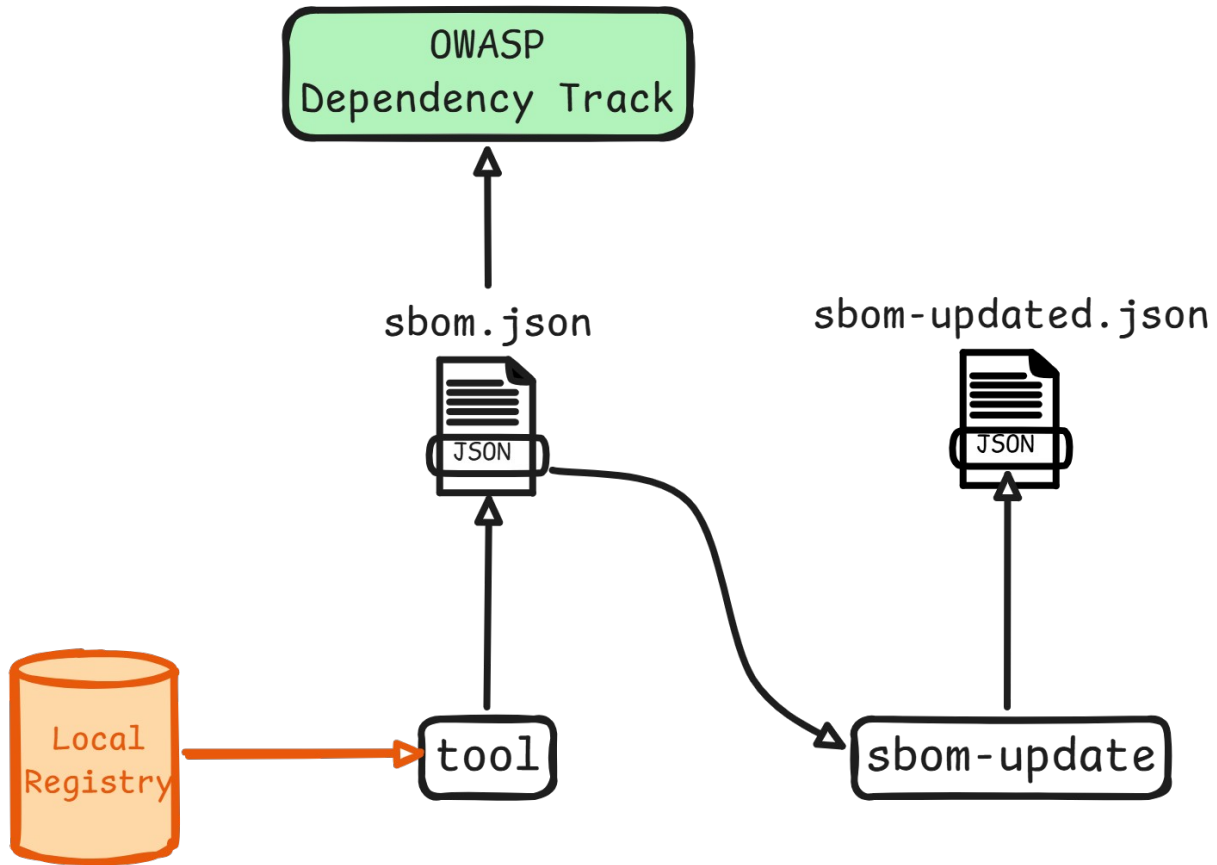 OWASP
Dependency Track
sbom.json
sbom-updated.json
JSON
JSON
Local
Registry
tool
sbom-update